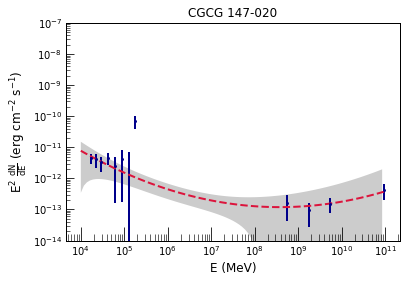 CGCG 147-020
E² dN/dE (erg cm⁻² s⁻¹)
10⁻⁷
10⁻⁸
10⁻⁹
10⁻¹⁰
10⁻¹¹
10⁻¹²
10⁻¹³
10⁻¹⁴
10⁴ 10⁵ 10⁶ 10⁷ 10⁸ 10⁹ 10¹⁰ 10¹¹
E (MeV)